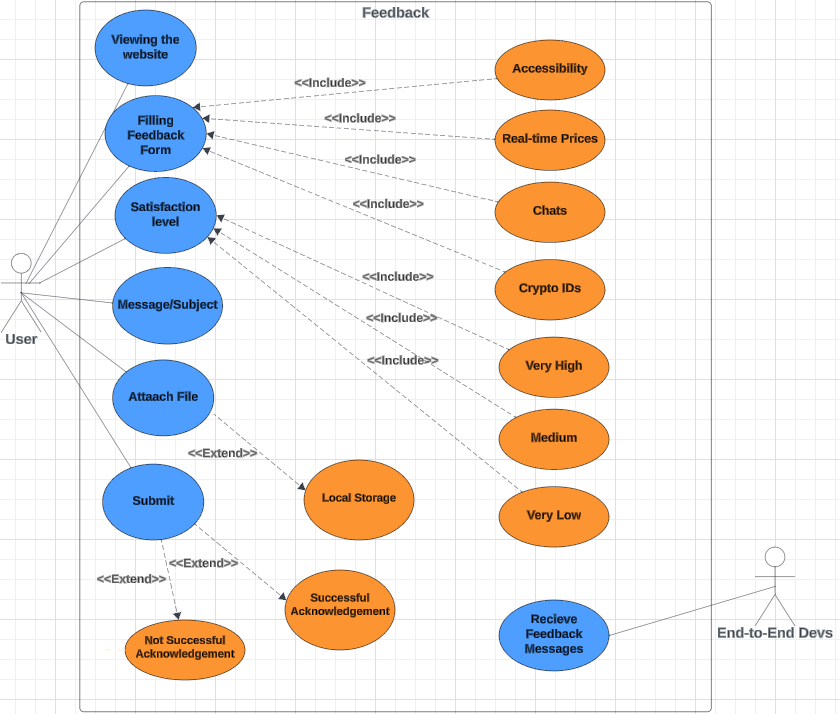 Feedback
Viewing the
website
Accessibility
<<Include>>
Filling
Feedback
Form
<<Include>>
Real-time Prices
<<Include>>
Satisfaction
level
<<Include>>
Chats
<<Include>>
Crypto IDs
Message/Subject
<<Include>>
User
<<Include>>
Very High
Attaach File
Medium
<<Extend>>
Submit
Local Storage
Very Low
<<Extend>>
<<Extend>>
Successful
Acknowledgement
Not Successful
Acknowledgement
Recieve
Feedback
Messages
End-to-End Devs